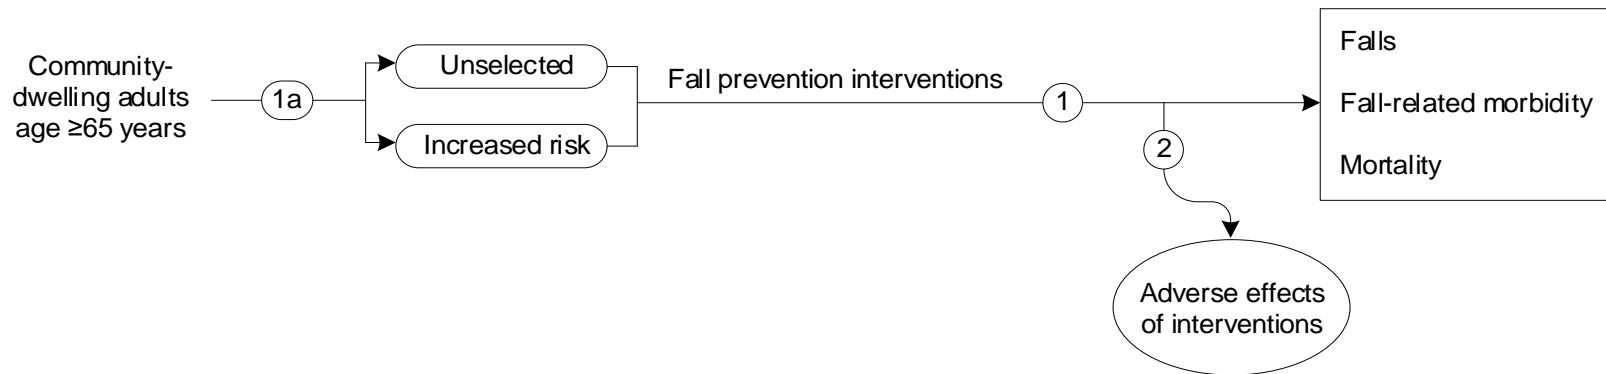 Community-
dwelling adults
age ≥65 years
1a
Unselected
Increased risk
Fall prevention interventions
1
2
Falls
Fall-related morbidity
Mortality
Adverse effects
of interventions